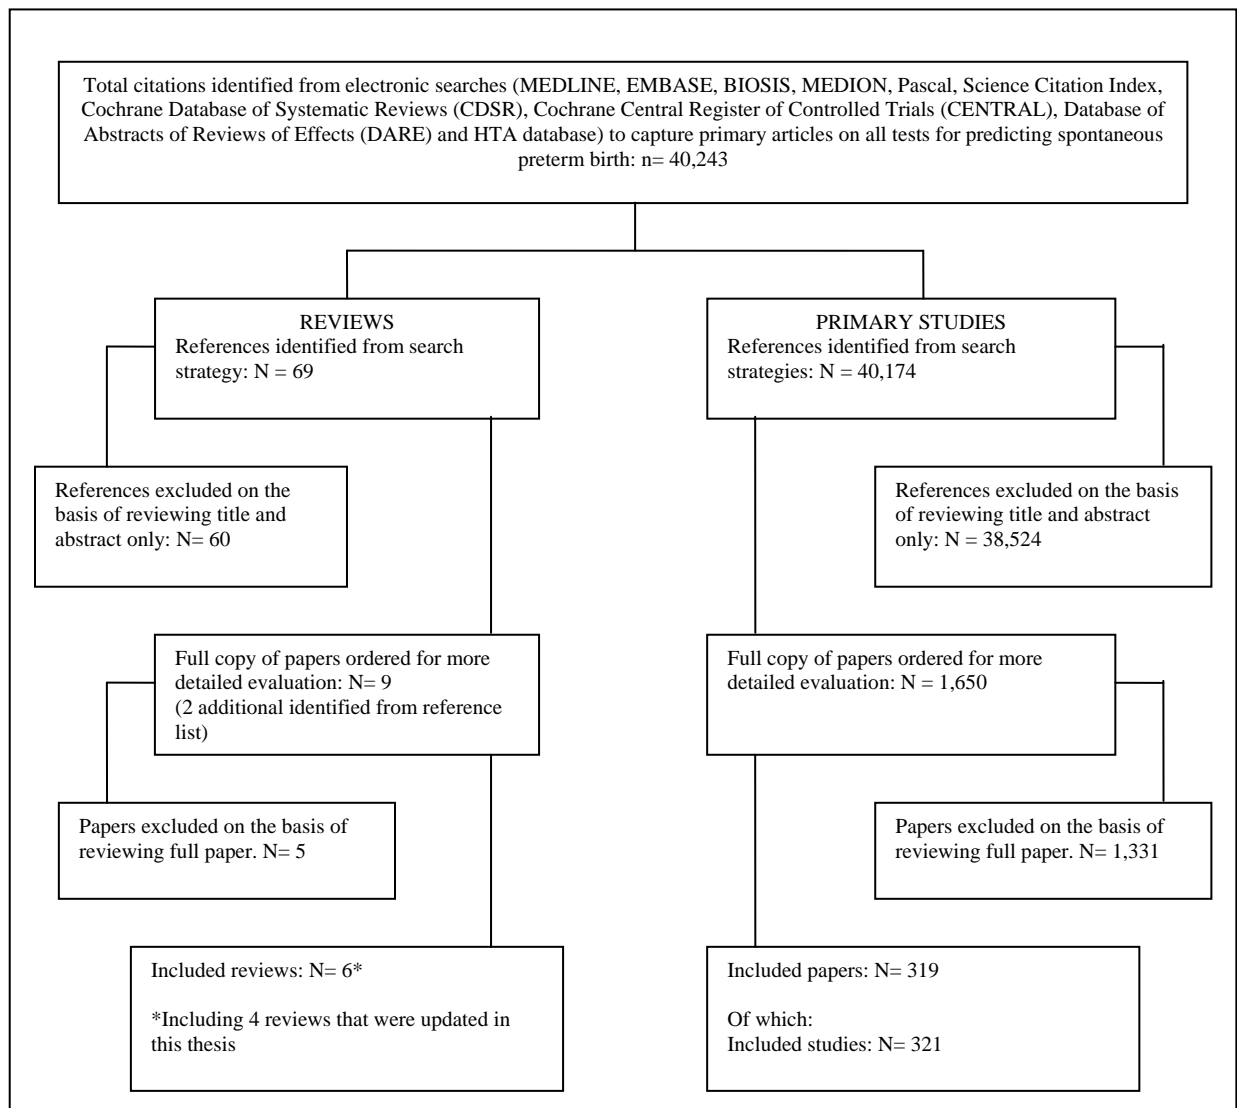 Total citations identified from electronic searches (MEDLINE, EMBASE, BIOSIS, MEDION, Pascal, Science Citation Index,
Cochrane Database of Systematic Reviews (CDSR), Cochrane Central Register of Controlled Trials (CENTRAL), Database
of Abstracts of Reviews of Effects (DARE) and HTA database) to capture primary articles on all tests for predicting spontaneous
preterm birth: n= 40,243
REVIEWS
References identified from search
strategy: N = 69
PRIMARY STUDIES
References identified from search
strategies: N = 40,174
References excluded on the
basis of reviewing title and
abstract only: N= 60
References excluded on the basis
of reviewing title and abstract
only: N = 38,524
Full copy of papers ordered for more
detailed evaluation: N= 9
(2 additional identified from reference
list)
Full copy of papers ordered for more
detailed evaluation: N = 1,650
Papers excluded on the basis of
reviewing full paper. N= 5
Papers excluded on the basis of
reviewing full paper. N= 1,331
Included reviews: N= 6*
*Including 4 reviews that were updated in
this thesis
Included papers: N= 319
Of which:
Included studies: N= 321